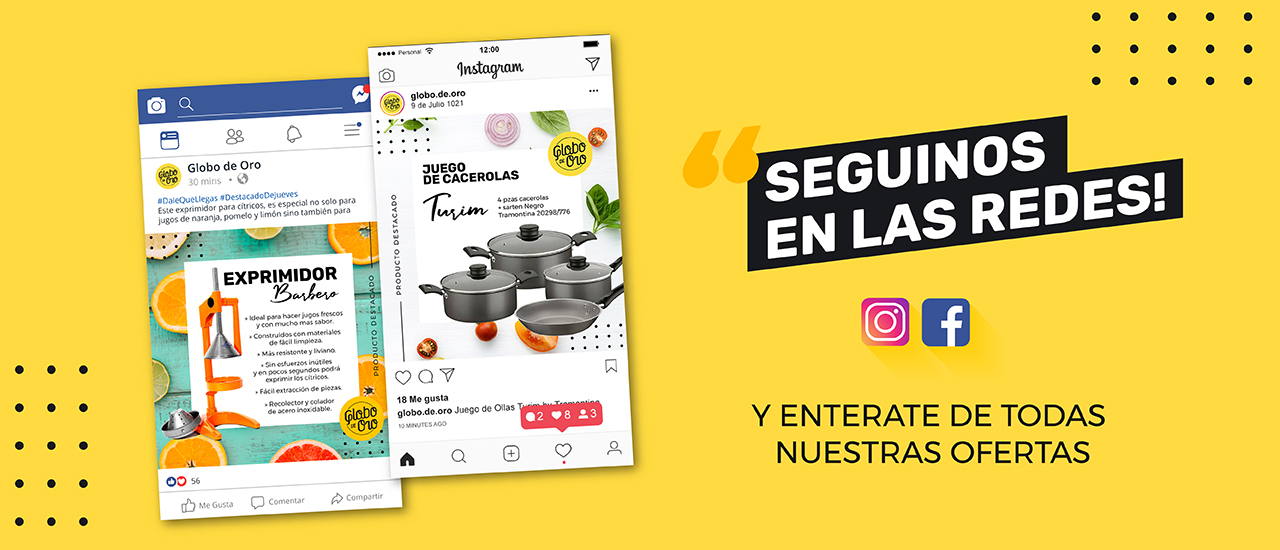 Globo de Oro
30 mins
#DaleQueLlegas #DestacadoDejueves
Este exprimidor para cítricos, es especial no solo para
jugos de naranja, pomelo y limón sino también para
EXPRIMIDOR
Barbero
Ideal para hacer jugos frescos
y con mucho mas sabor.
Construidos con materiales
de fácil limpieza.
Más resistente y liviano.
Sin esfuerzos inútiles
y en pocos segundos podrá
exprimir los cítricos.
Fácil extracción de piezas.
Recolector y colador
de acero inoxidable.
PRODUCTO DESTACADO
Globo
DE Oro
56
Me Gusta
Comentar
Compartir
Personal
12:00
Instagram
globo.de.oro
9 de Julio 1021
JUEGO
DE CACEROLAS
Turim
4 pzas cacerolas
+ sarten Negro
Tramontina 20298/776
Globo
DE Oro
PRODUCTO DESTACADO
18 Me gusta
globo.de.oro Juego de Ollas Turim by Tramontina
10 MINUTES AGO
2 8 3
“SEGUINOS
EN LAS REDES!
Y ENTERATE DE TODAS
NUESTRAS OFERTAS